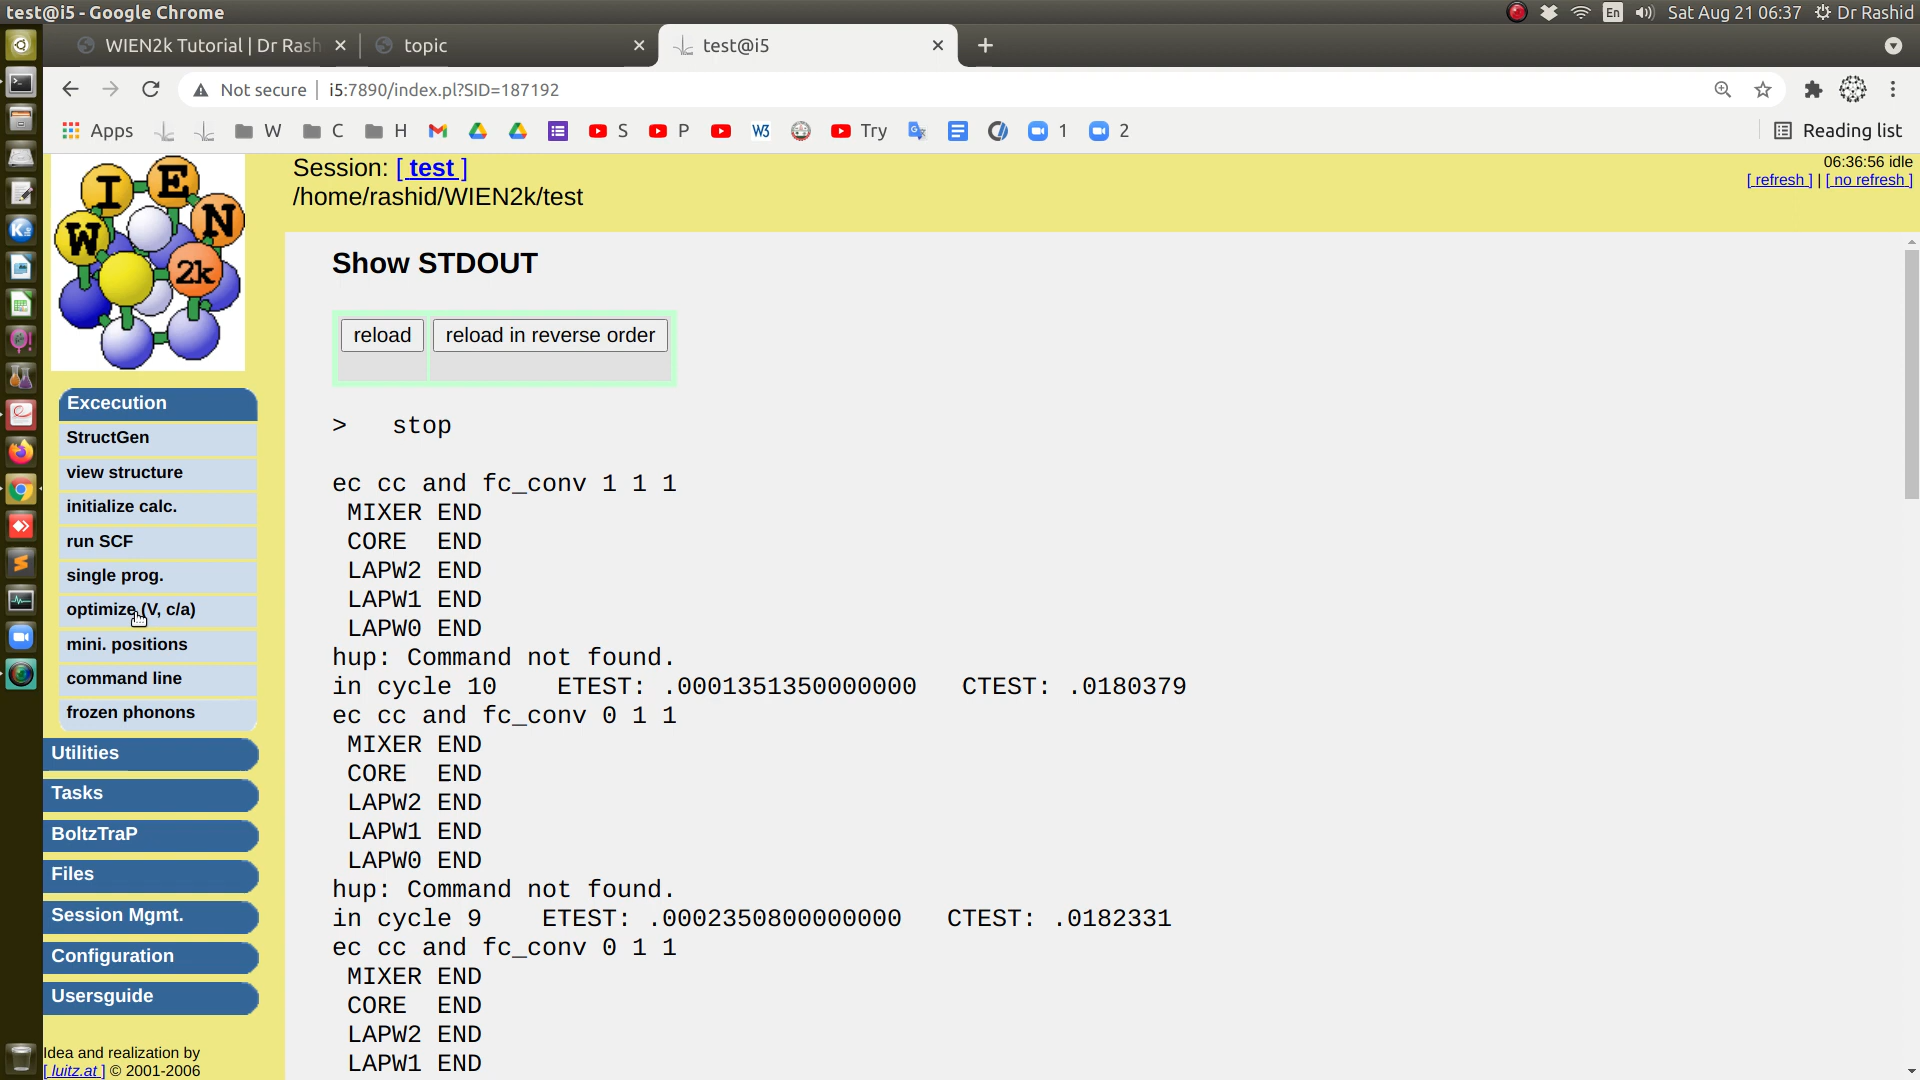 test@i5 - Google Chrome
En Sat Aug 21 06:37 Dr Rashid
WIEN2k Tutorial | Dr Rash
topic
test@i5
Not secure | i5:7890/index.pl?SID=187192
Apps W C H S P W3 Try 1 2 Reading list
W I E N 2k
Session: [ test ]
/home/rashid/WIEN2k/test
06:36:56 idle
[ refresh ] | [ no refresh ]
Excecution
StructGen
view structure
initialize calc.
run SCF
single prog.
optimize (V, c/a)
mini. positions
command line
frozen phonons
Utilities
Tasks
BoltzTraP
Files
Session Mgmt.
Configuration
Usersguide
Idea and realization by
[ luitz.at ] © 2001-2006
Show STDOUT
reload reload in reverse order
> stop
ec cc and fc_conv 1 1 1
MIXER END
CORE END
LAPW2 END
LAPW1 END
LAPW0 END
hup: Command not found.
in cycle 10 ETEST: .0001351350000000 CTEST: .0180379
ec cc and fc_conv 0 1 1
MIXER END
CORE END
LAPW2 END
LAPW1 END
LAPW0 END
hup: Command not found.
in cycle 9 ETEST: .0002350800000000 CTEST: .0182331
ec cc and fc_conv 0 1 1
MIXER END
CORE END
LAPW2 END
LAPW1 END